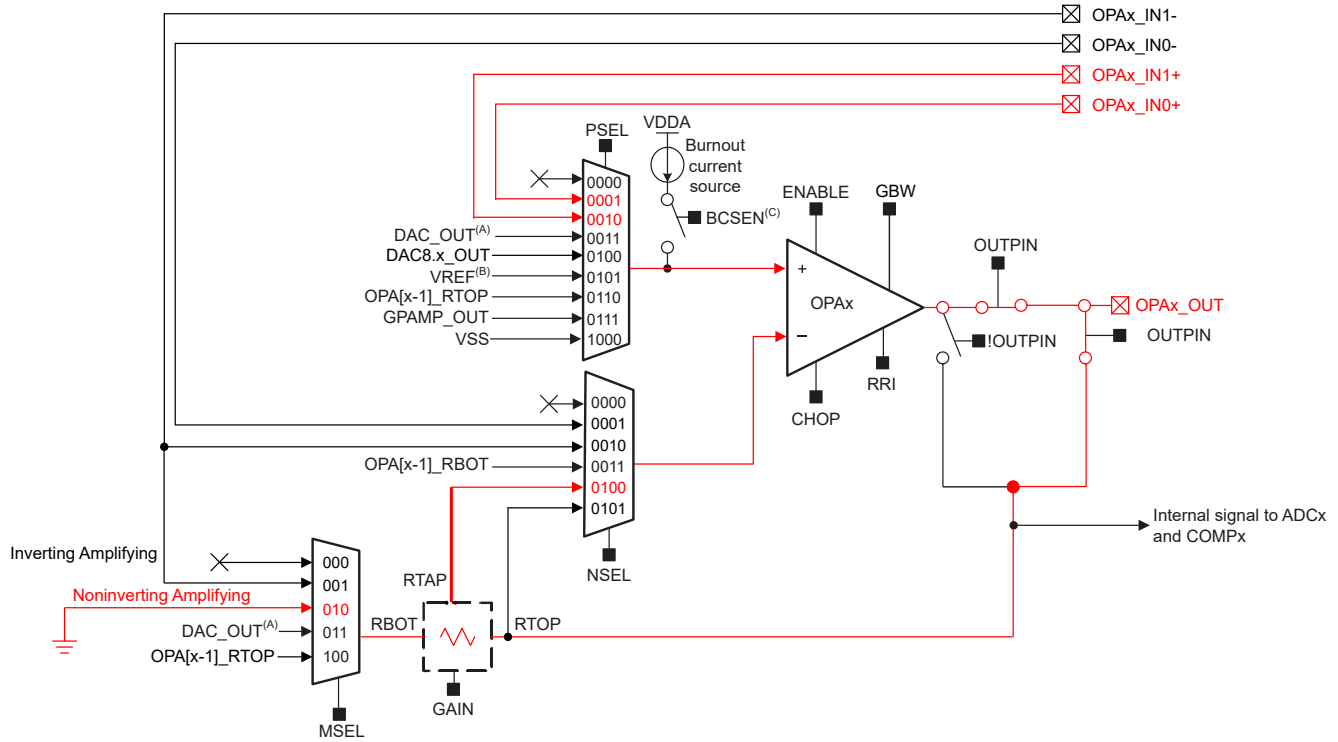 OPAx_IN1-
OPAx_IN0-
OPAx_IN1+
OPAx_IN0+
PSEL
VDDA
Burnout
current
source
BCSEN(C)
ENABLE
GBW
0000
0001
0010
DAC_OUT(A)
0011
DAC8.x_OUT
0100
VREF(B)
0101
OPA[x-1]_RTOP
0110
GPAMP_OUT
0111
VSS
1000
+
OPAx
−
OUTPIN
OPAx_OUT
!OUTPIN
OUTPIN
RRI
CHOP
0000
0001
0010
OPA[x-1]_RBOT
0011
0100
0101
NSEL
Internal signal to ADCx
and COMPx
Inverting Amplifying
000
001
Noninverting Amplifying
010
DAC_OUT(A)
011
OPA[x-1]_RTOP
100
MSEL
RTAP
RBOT
RTOP
GAIN